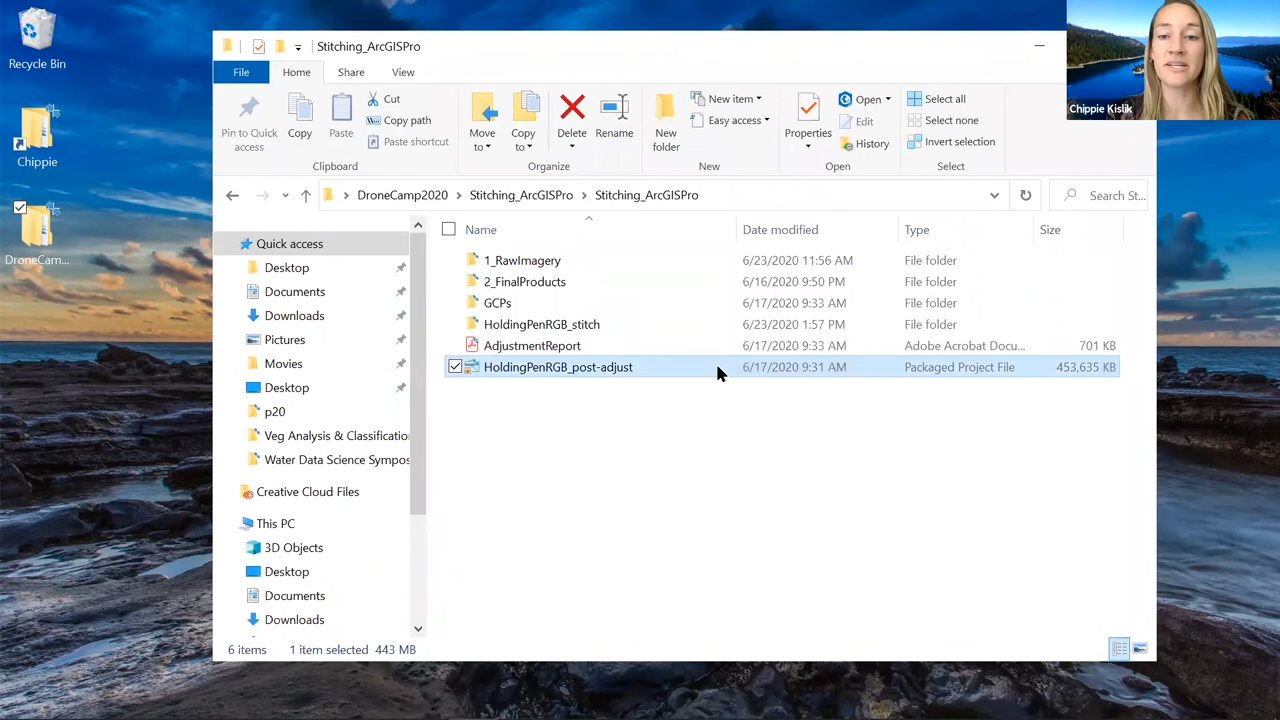 Recycle Bin
Chippie
DroneCam...
Stitching_ArcGISPro
File Home Share View
Pin to Quick access
Copy
Paste
Cut
Copy path
Paste shortcut
Clipboard
Move to
Copy to
Delete
Rename
Organize
New folder
New item
Easy access
New
Properties
Open
Edit
History
Open
Select all
Select none
Invert selection
Select
Chippie Kislik
DroneCamp2020 Stitching_ArcGISPro Stitching_ArcGISPro
Search St...
Quick access
Desktop
Documents
Downloads
Pictures
Movies
Desktop
p20
Veg Analysis & Classificatio
Water Data Science Sympos
Creative Cloud Files
This PC
3D Objects
Desktop
Documents
Downloads
Name Date modified Type Size
1_RawImagery 6/23/2020 11:56 AM File folder
2_FinalProducts 6/16/2020 9:50 PM File folder
GCPs 6/17/2020 9:33 AM File folder
HoldingPenRGB_stitch 6/23/2020 1:57 PM File folder
AdjustmentReport 6/17/2020 9:33 AM Adobe Acrobat Docu... 701 KB
HoldingPenRGB_post-adjust 6/17/2020 9:31 AM Packaged Project File 453,635 KB
6 items 1 item selected 443 MB